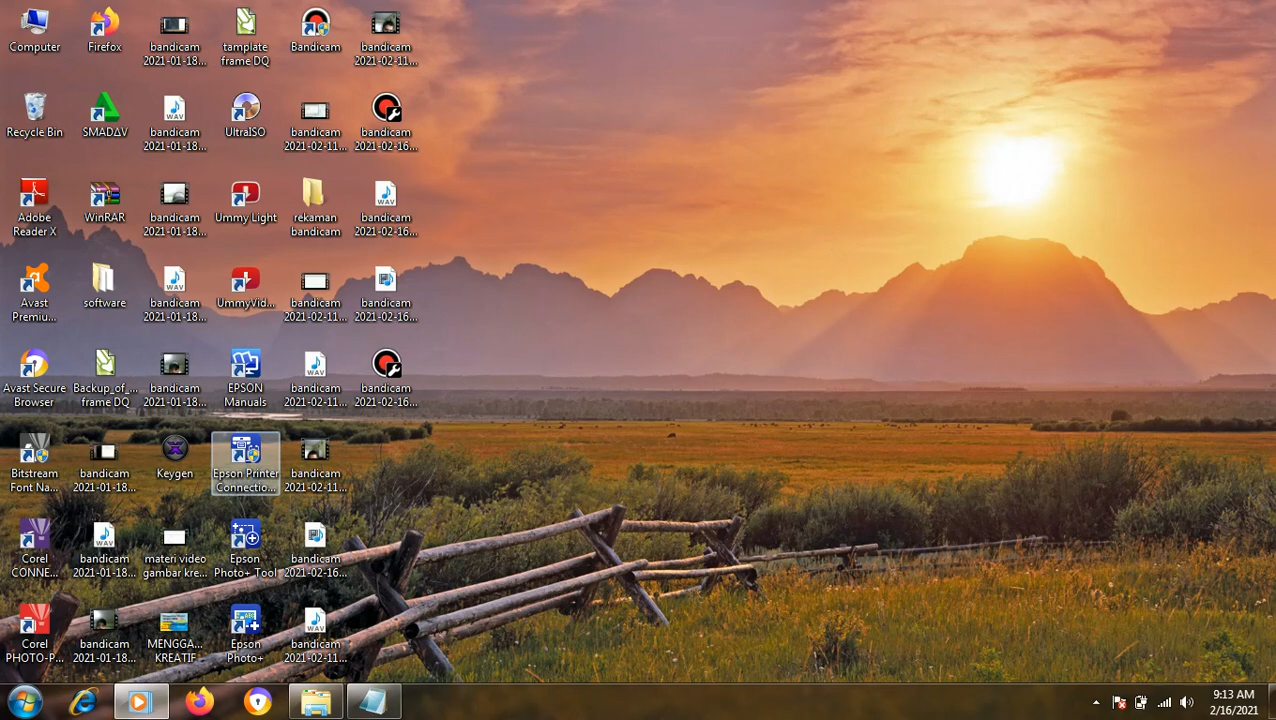 Computer
Firefox
bandicam
2021-01-18...
tamplate
frame DQ
Bandicam
bandicam
2021-02-11...
Recycle Bin
SMADΔV
bandicam
2021-01-18...
UltraISO
bandicam
2021-02-11...
bandicam
2021-02-16...
Adobe
Reader X
WinRAR
bandicam
2021-01-18...
Ummy Light
rekaman
bandicam
bandicam
2021-02-16...
Avast
Premiu...
software
bandicam
2021-01-18...
UmmyVid...
bandicam
2021-02-11...
bandicam
2021-02-16...
Avast Secure
Browser
Backup_of_...
frame DQ
bandicam
2021-01-18...
EPSON
Manuals
bandicam
2021-02-11...
bandicam
2021-02-16...
Bitstream
Font Na...
bandicam
2021-01-18...
Keygen
Epson Printer
Connectio...
bandicam
2021-02-11...
Corel
CONNE...
bandicam
2021-01-18...
materi video
gambar kre...
Epson
Photo+ Tool
bandicam
2021-02-16...
Corel
PHOTO-P...
bandicam
2021-01-18...
MENGGA...
KREATIF
Epson
Photo+
bandicam
2021-02-11...
9:13 AM
2/16/2021